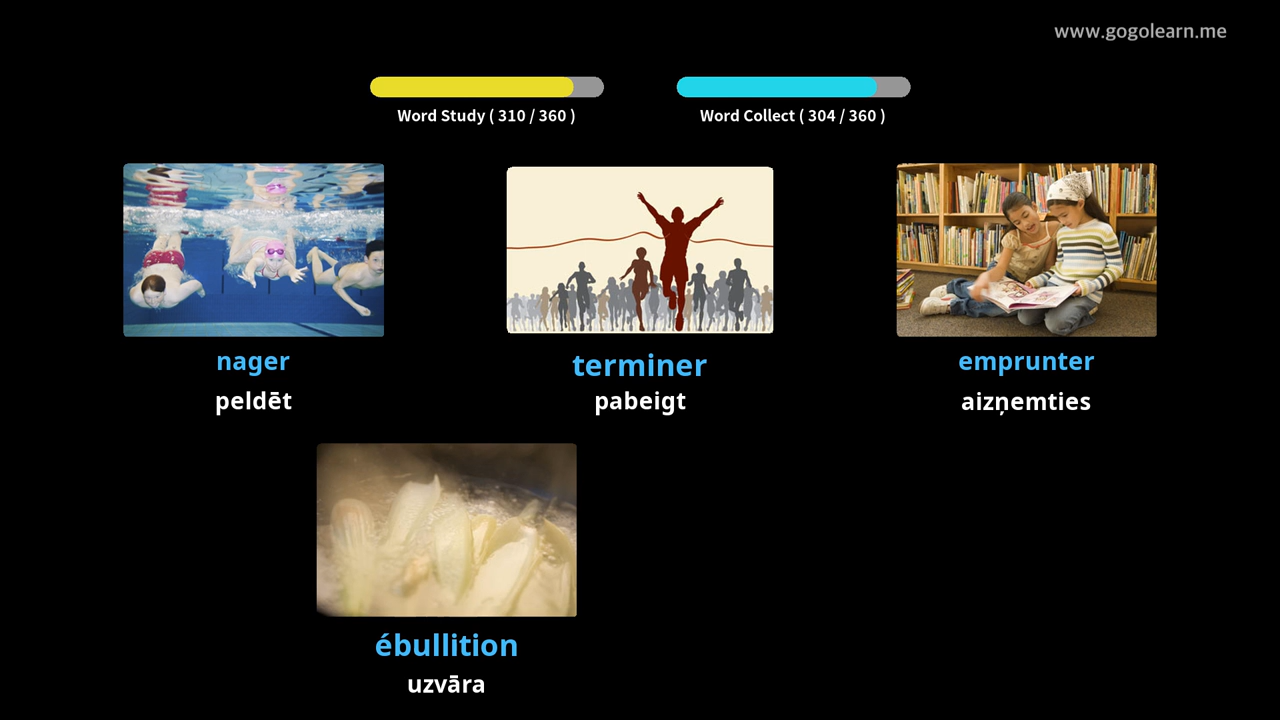 www.gogolearn.me
Word Study ( 310 / 360 )
Word Collect ( 304 / 360 )
nager
peldēt
terminer
pabeigt
emprunter
aizņemties
ébullition
uzvāra